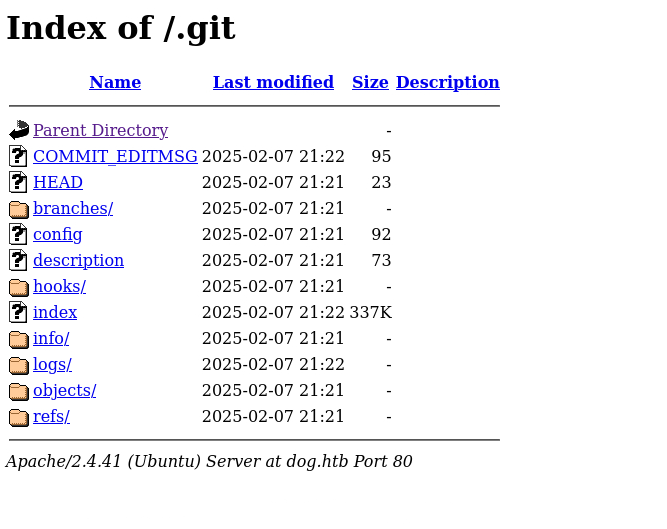 Index of /.git
Name Last modified Size Description
Parent Directory -
COMMIT_EDITMSG 2025-02-07 21:22 95
HEAD 2025-02-07 21:21 23
branches/ 2025-02-07 21:21 -
config 2025-02-07 21:21 92
description 2025-02-07 21:21 73
hooks/ 2025-02-07 21:21 -
index 2025-02-07 21:22 337K
info/ 2025-02-07 21:21 -
logs/ 2025-02-07 21:22 -
objects/ 2025-02-07 21:21 -
refs/ 2025-02-07 21:21 -
Apache/2.4.41 (Ubuntu) Server at dog.htb Port 80